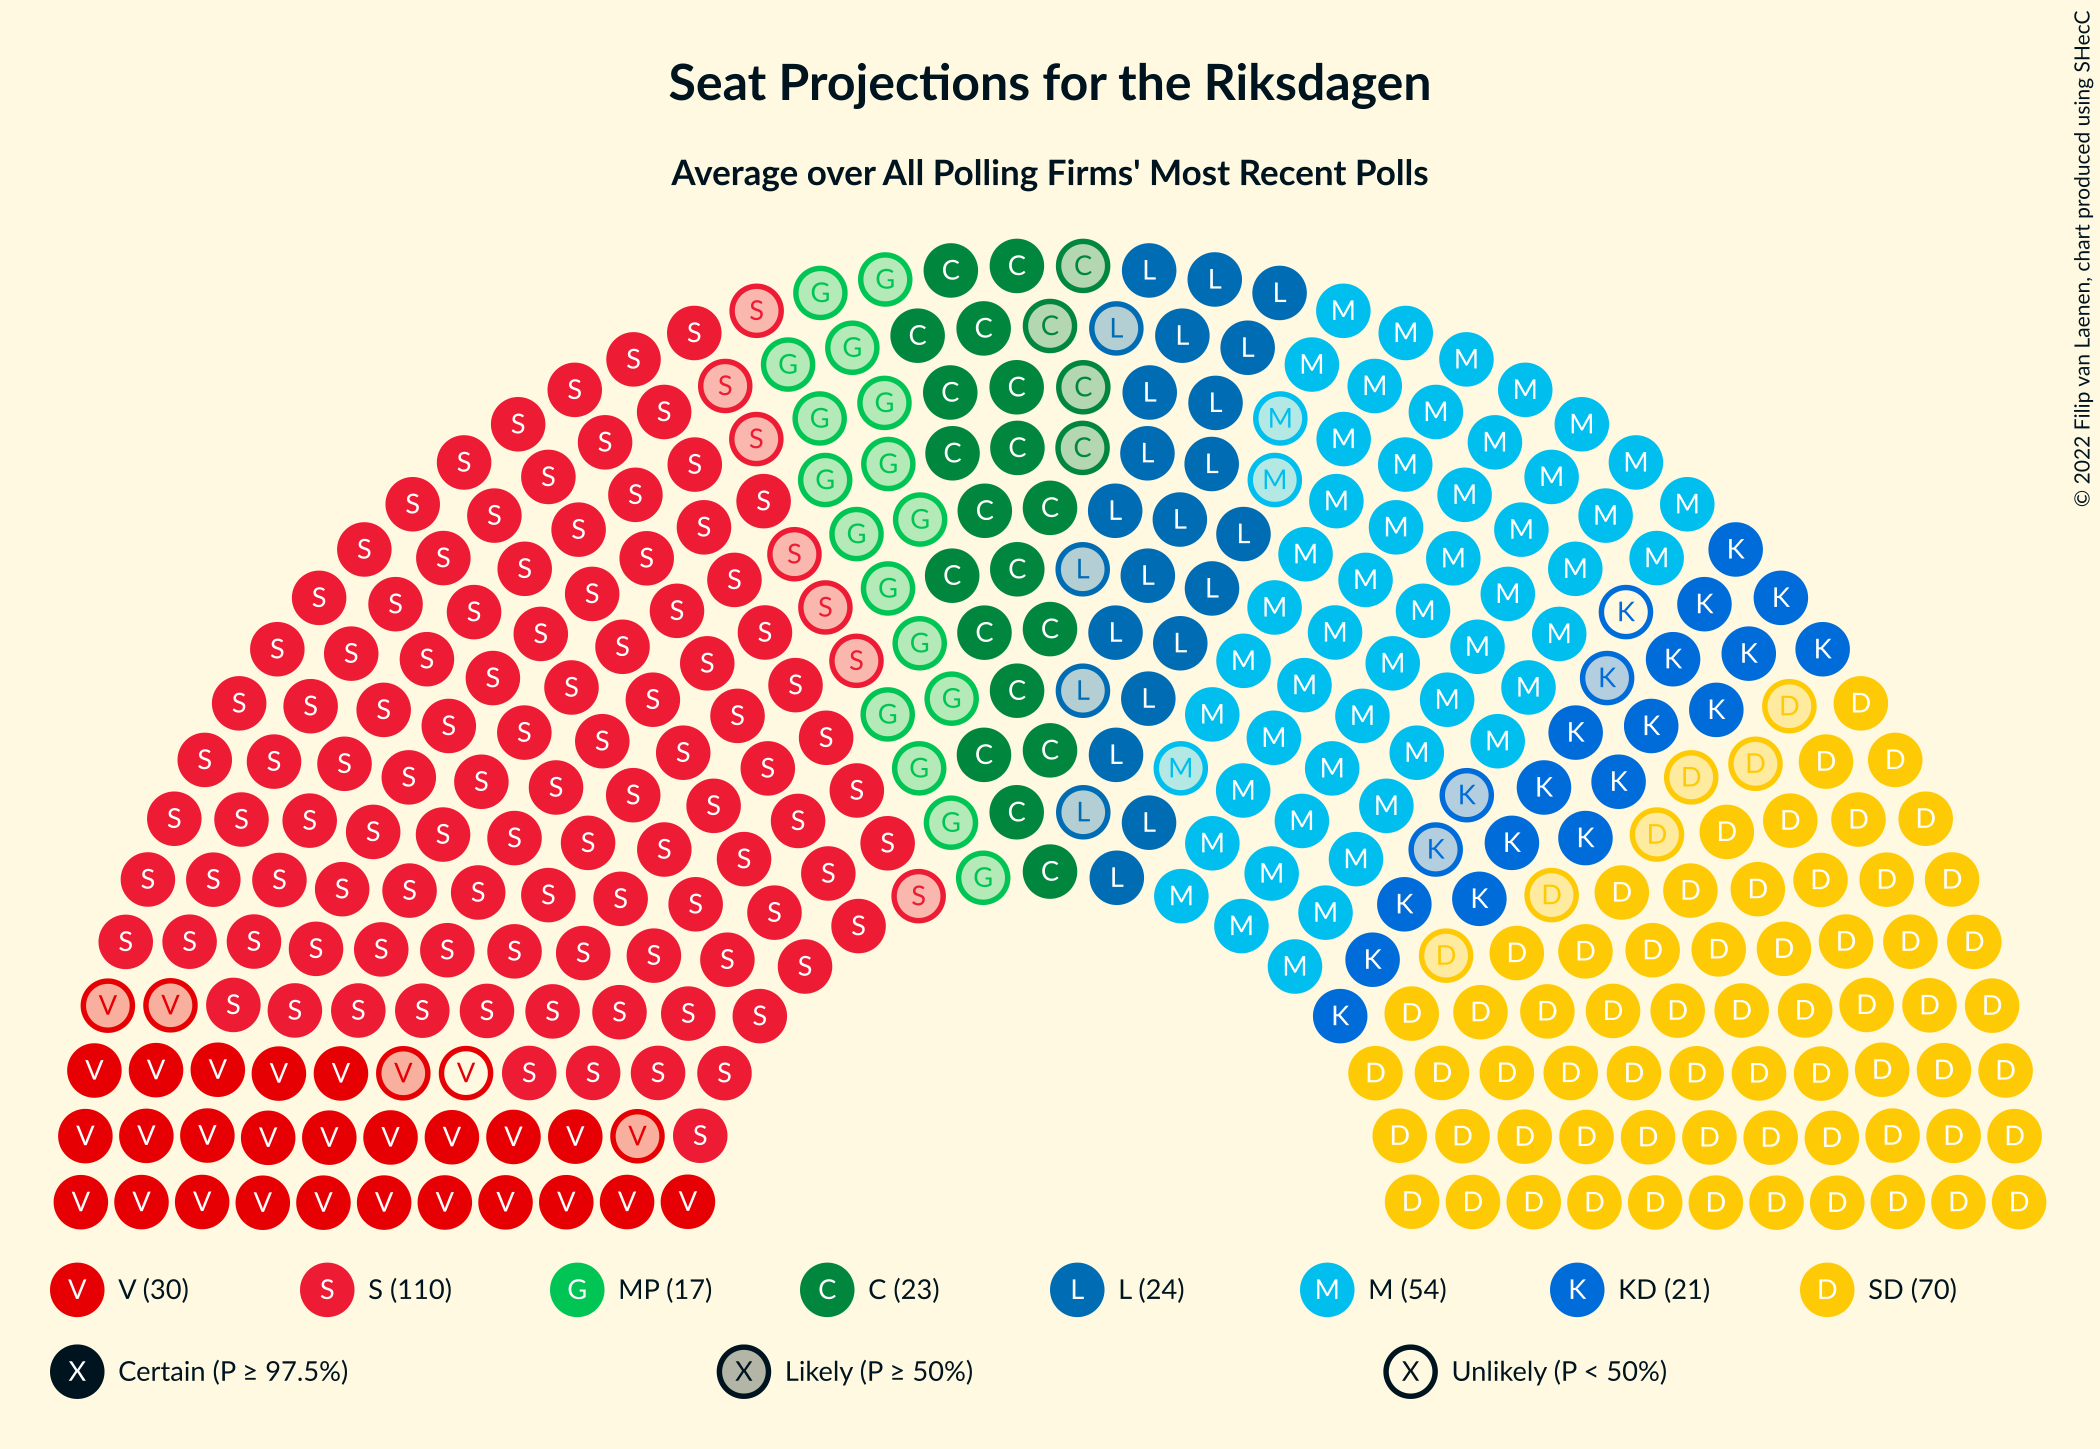 Seat Projections for the Riksdagen
Average over All Polling Firms' Most Recent Polls
© 2022 Filip van Laenen, chart produced using SHecC
V V (30)
S S (110)
G MP (17)
C C (23)
L L (24)
M M (54)
K KD (21)
D SD (70)
X Certain (P ≥ 97.5%)
X Likely (P ≥ 50%)
X Unlikely (P < 50%)